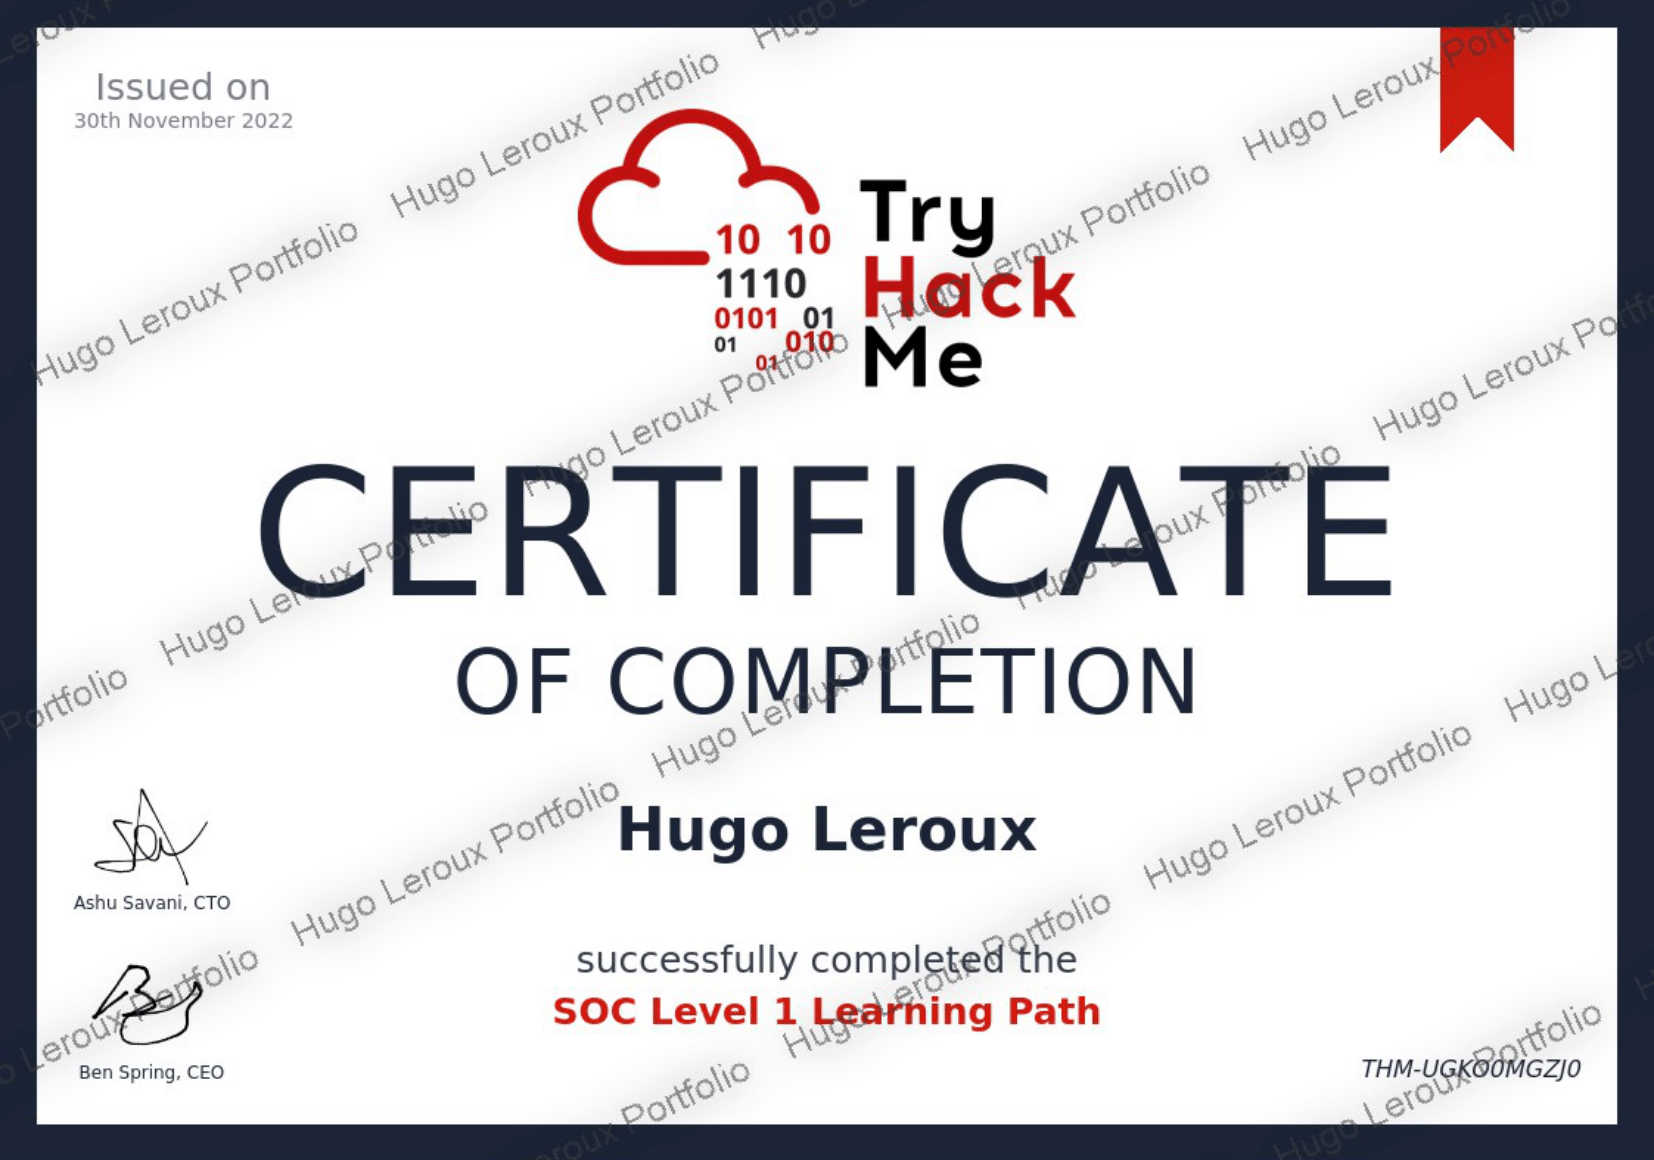 Issued on
30th November 2022
10 10
1110
0101 01
01 010
01
Try
Hack
Me
CERTIFICATE
OF COMPLETION
Hugo Leroux
successfully completed the
SOC Level 1 Learning Path
Ashu Savani, CTO
Ben Spring, CEO
THM-UGKO0MGZJ0
Hugo Leroux Portfolio